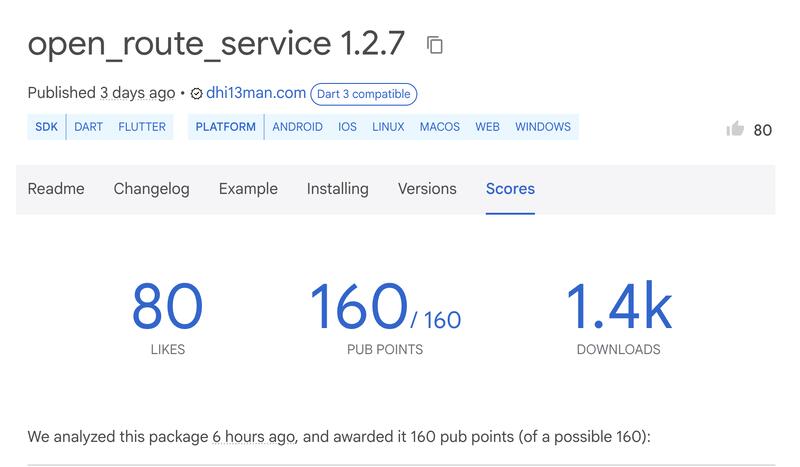 open_route_service 1.2.7
Published 3 days ago • dhi13man.com Dart 3 compatible
SDK DART FLUTTER PLATFORM ANDROID IOS LINUX MACOS WEB WINDOWS 80
Readme Changelog Example Installing Versions Scores
80 160 / 160 1.4k
LIKES PUB POINTS DOWNLOADS
We analyzed this package 6 hours ago, and awarded it 160 pub points (of a possible 160):